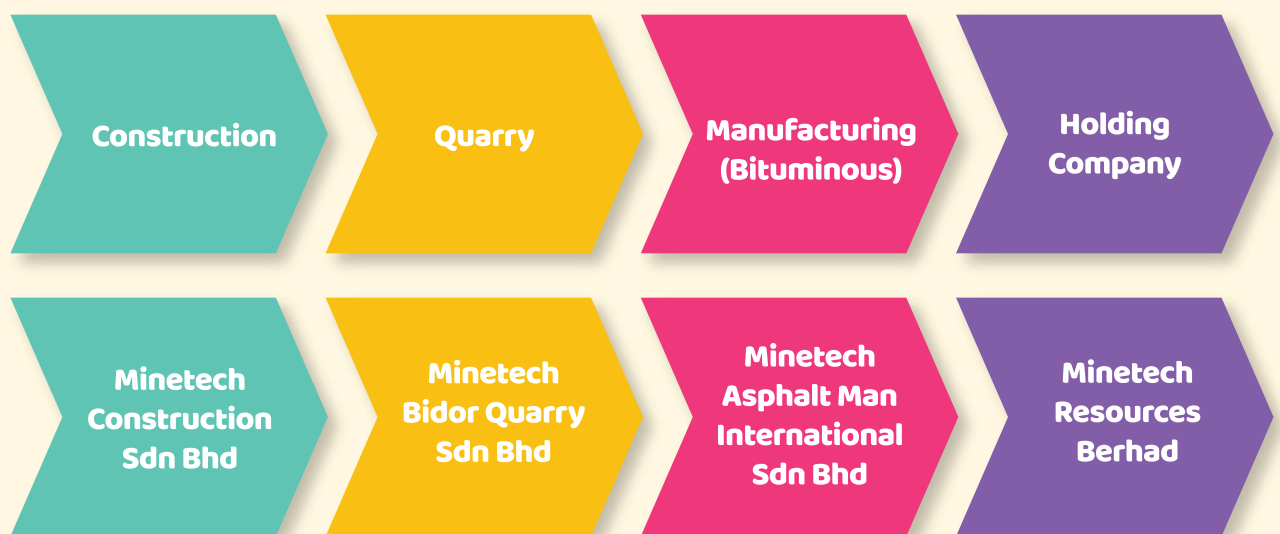 Construction
Quarry
Manufacturing
(Bituminous)
Holding
Company
Minetech
Construction
Sdn Bhd
Minetech
Bidor Quarry
Sdn Bhd
Minetech
Asphalt Man
International
Sdn Bhd
Minetech
Resources
Berhad